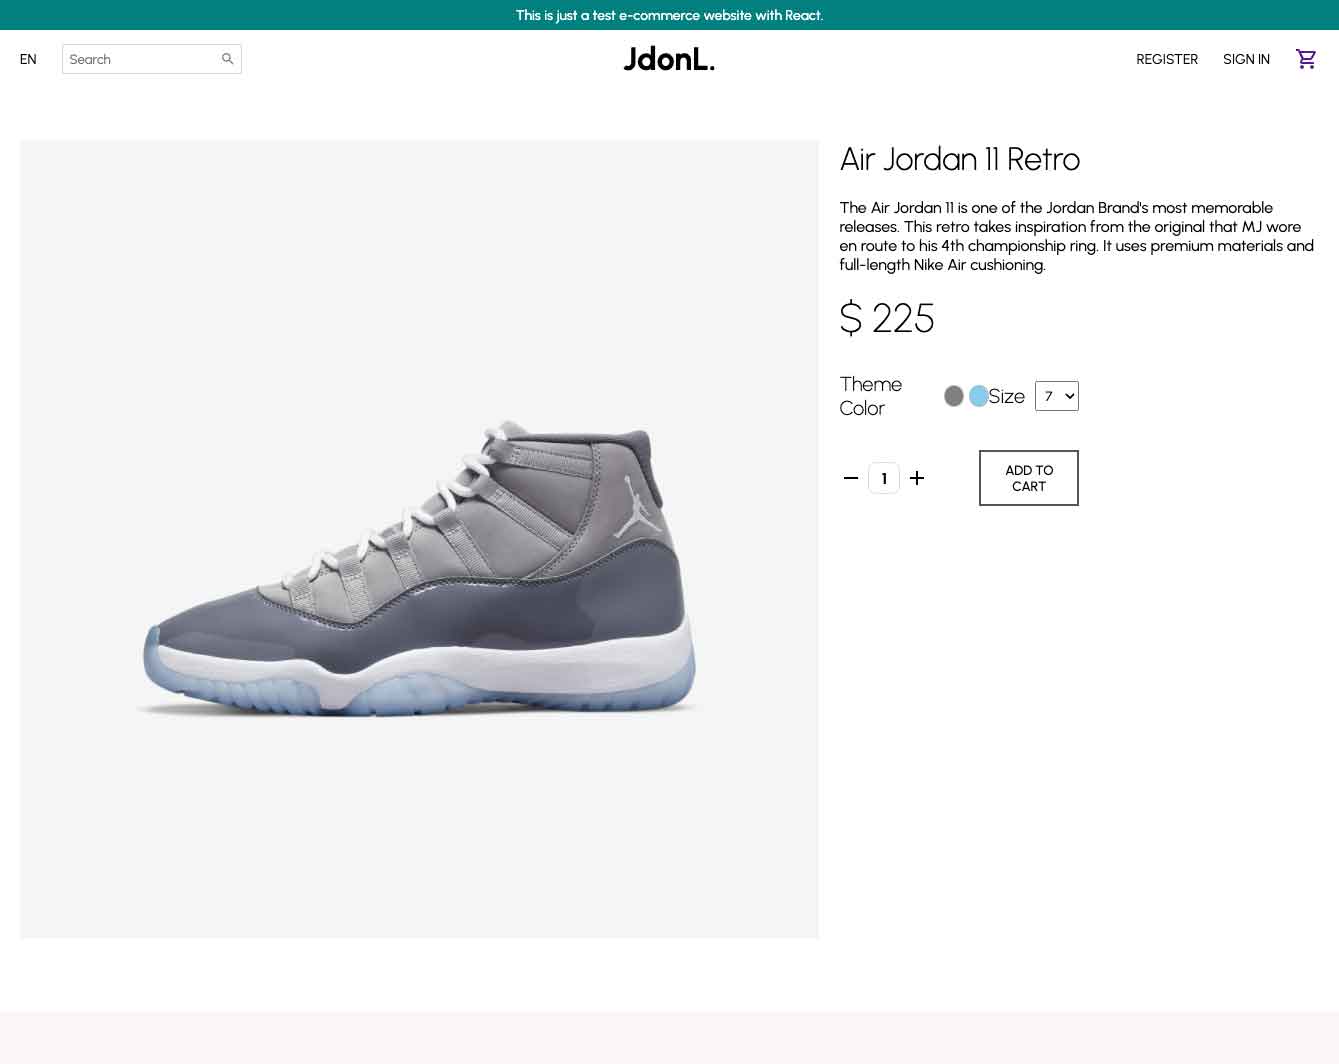 This is just a test e-commerce website with React.
EN
Search
JdonL.
REGISTER
SIGN IN
Air Jordan 11 Retro
The Air Jordan 11 is one of the Jordan Brand's most memorable
releases. This retro takes inspiration from the original that MJ wore
en route to his 4th championship ring. It uses premium materials and
full-length Nike Air cushioning.
$ 225
Theme
Color
Size
7
1
ADD TO
CART